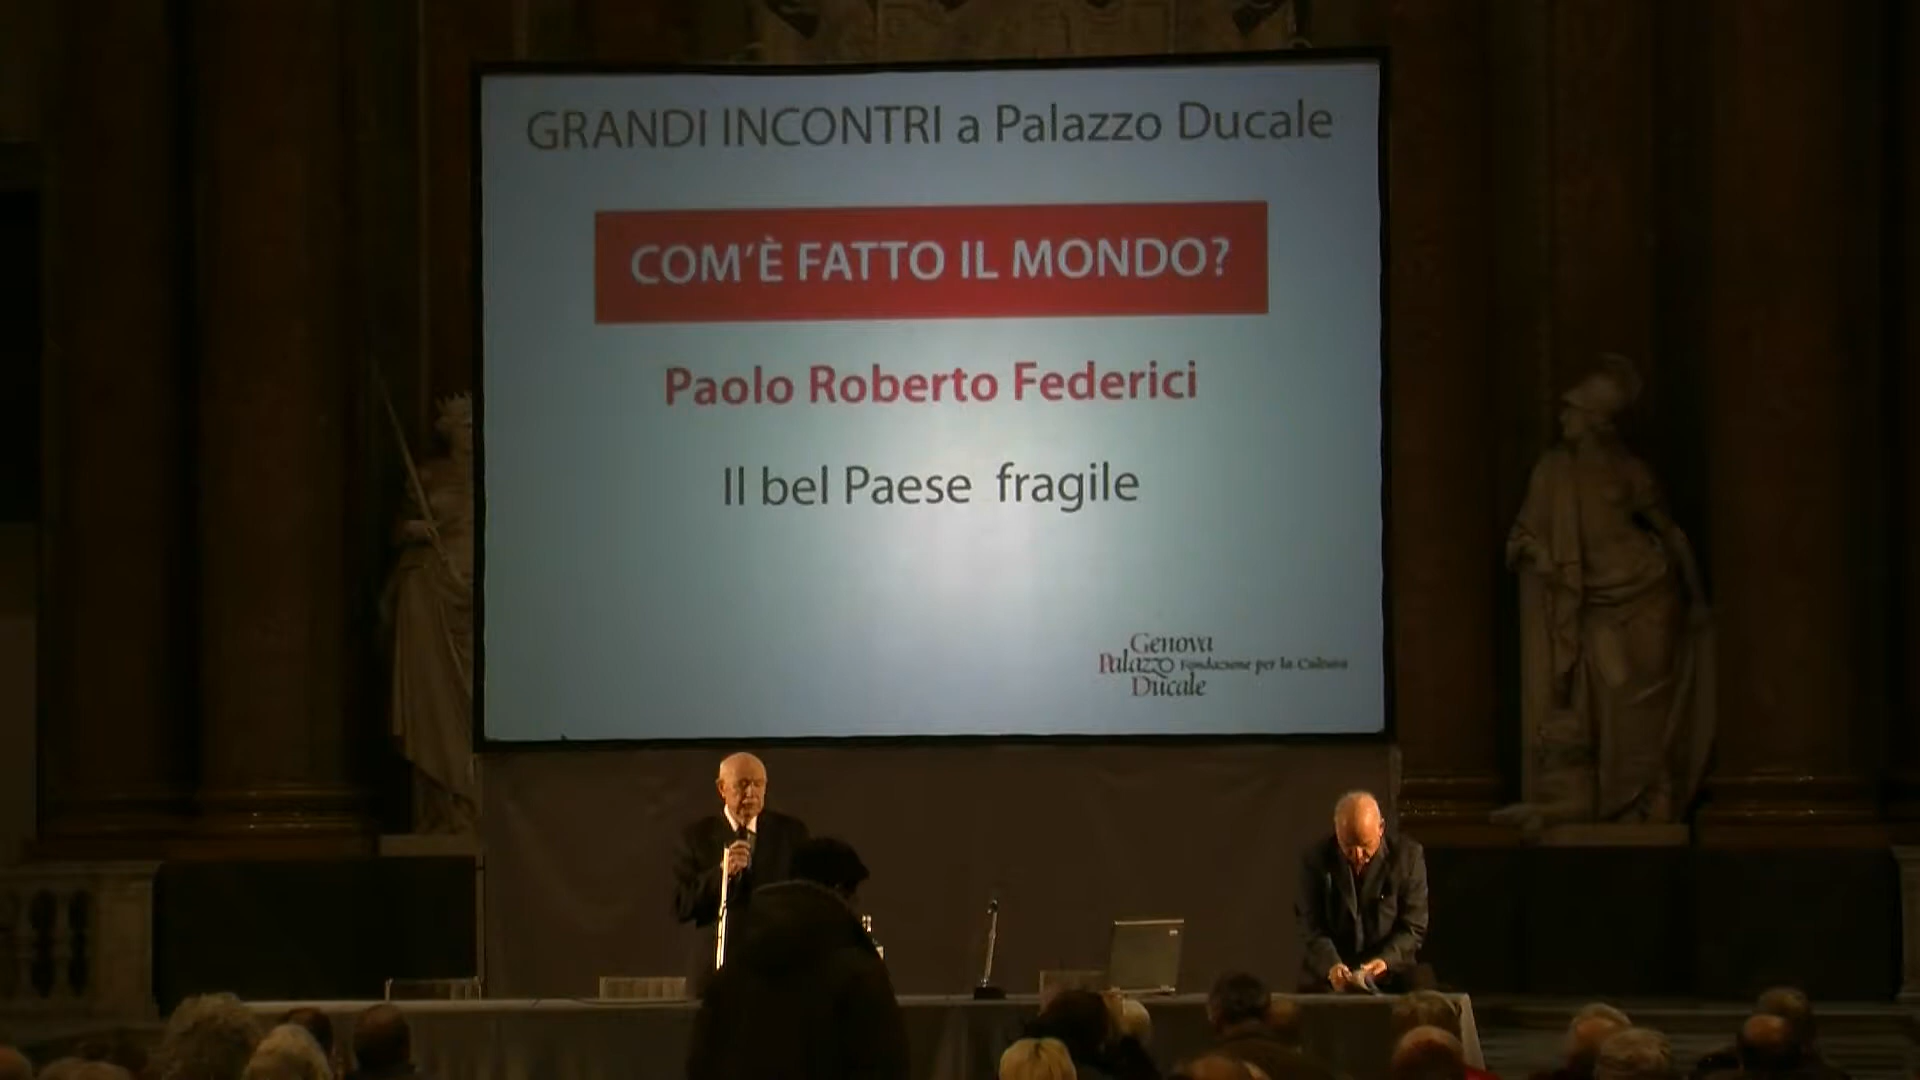 GRANDI INCONTRI a Palazzo Ducale
COM'È FATTO IL MONDO?
Paolo Roberto Federici
Il bel Paese fragile
Genova
Palazzo Fondazione per la Cultura
Ducale